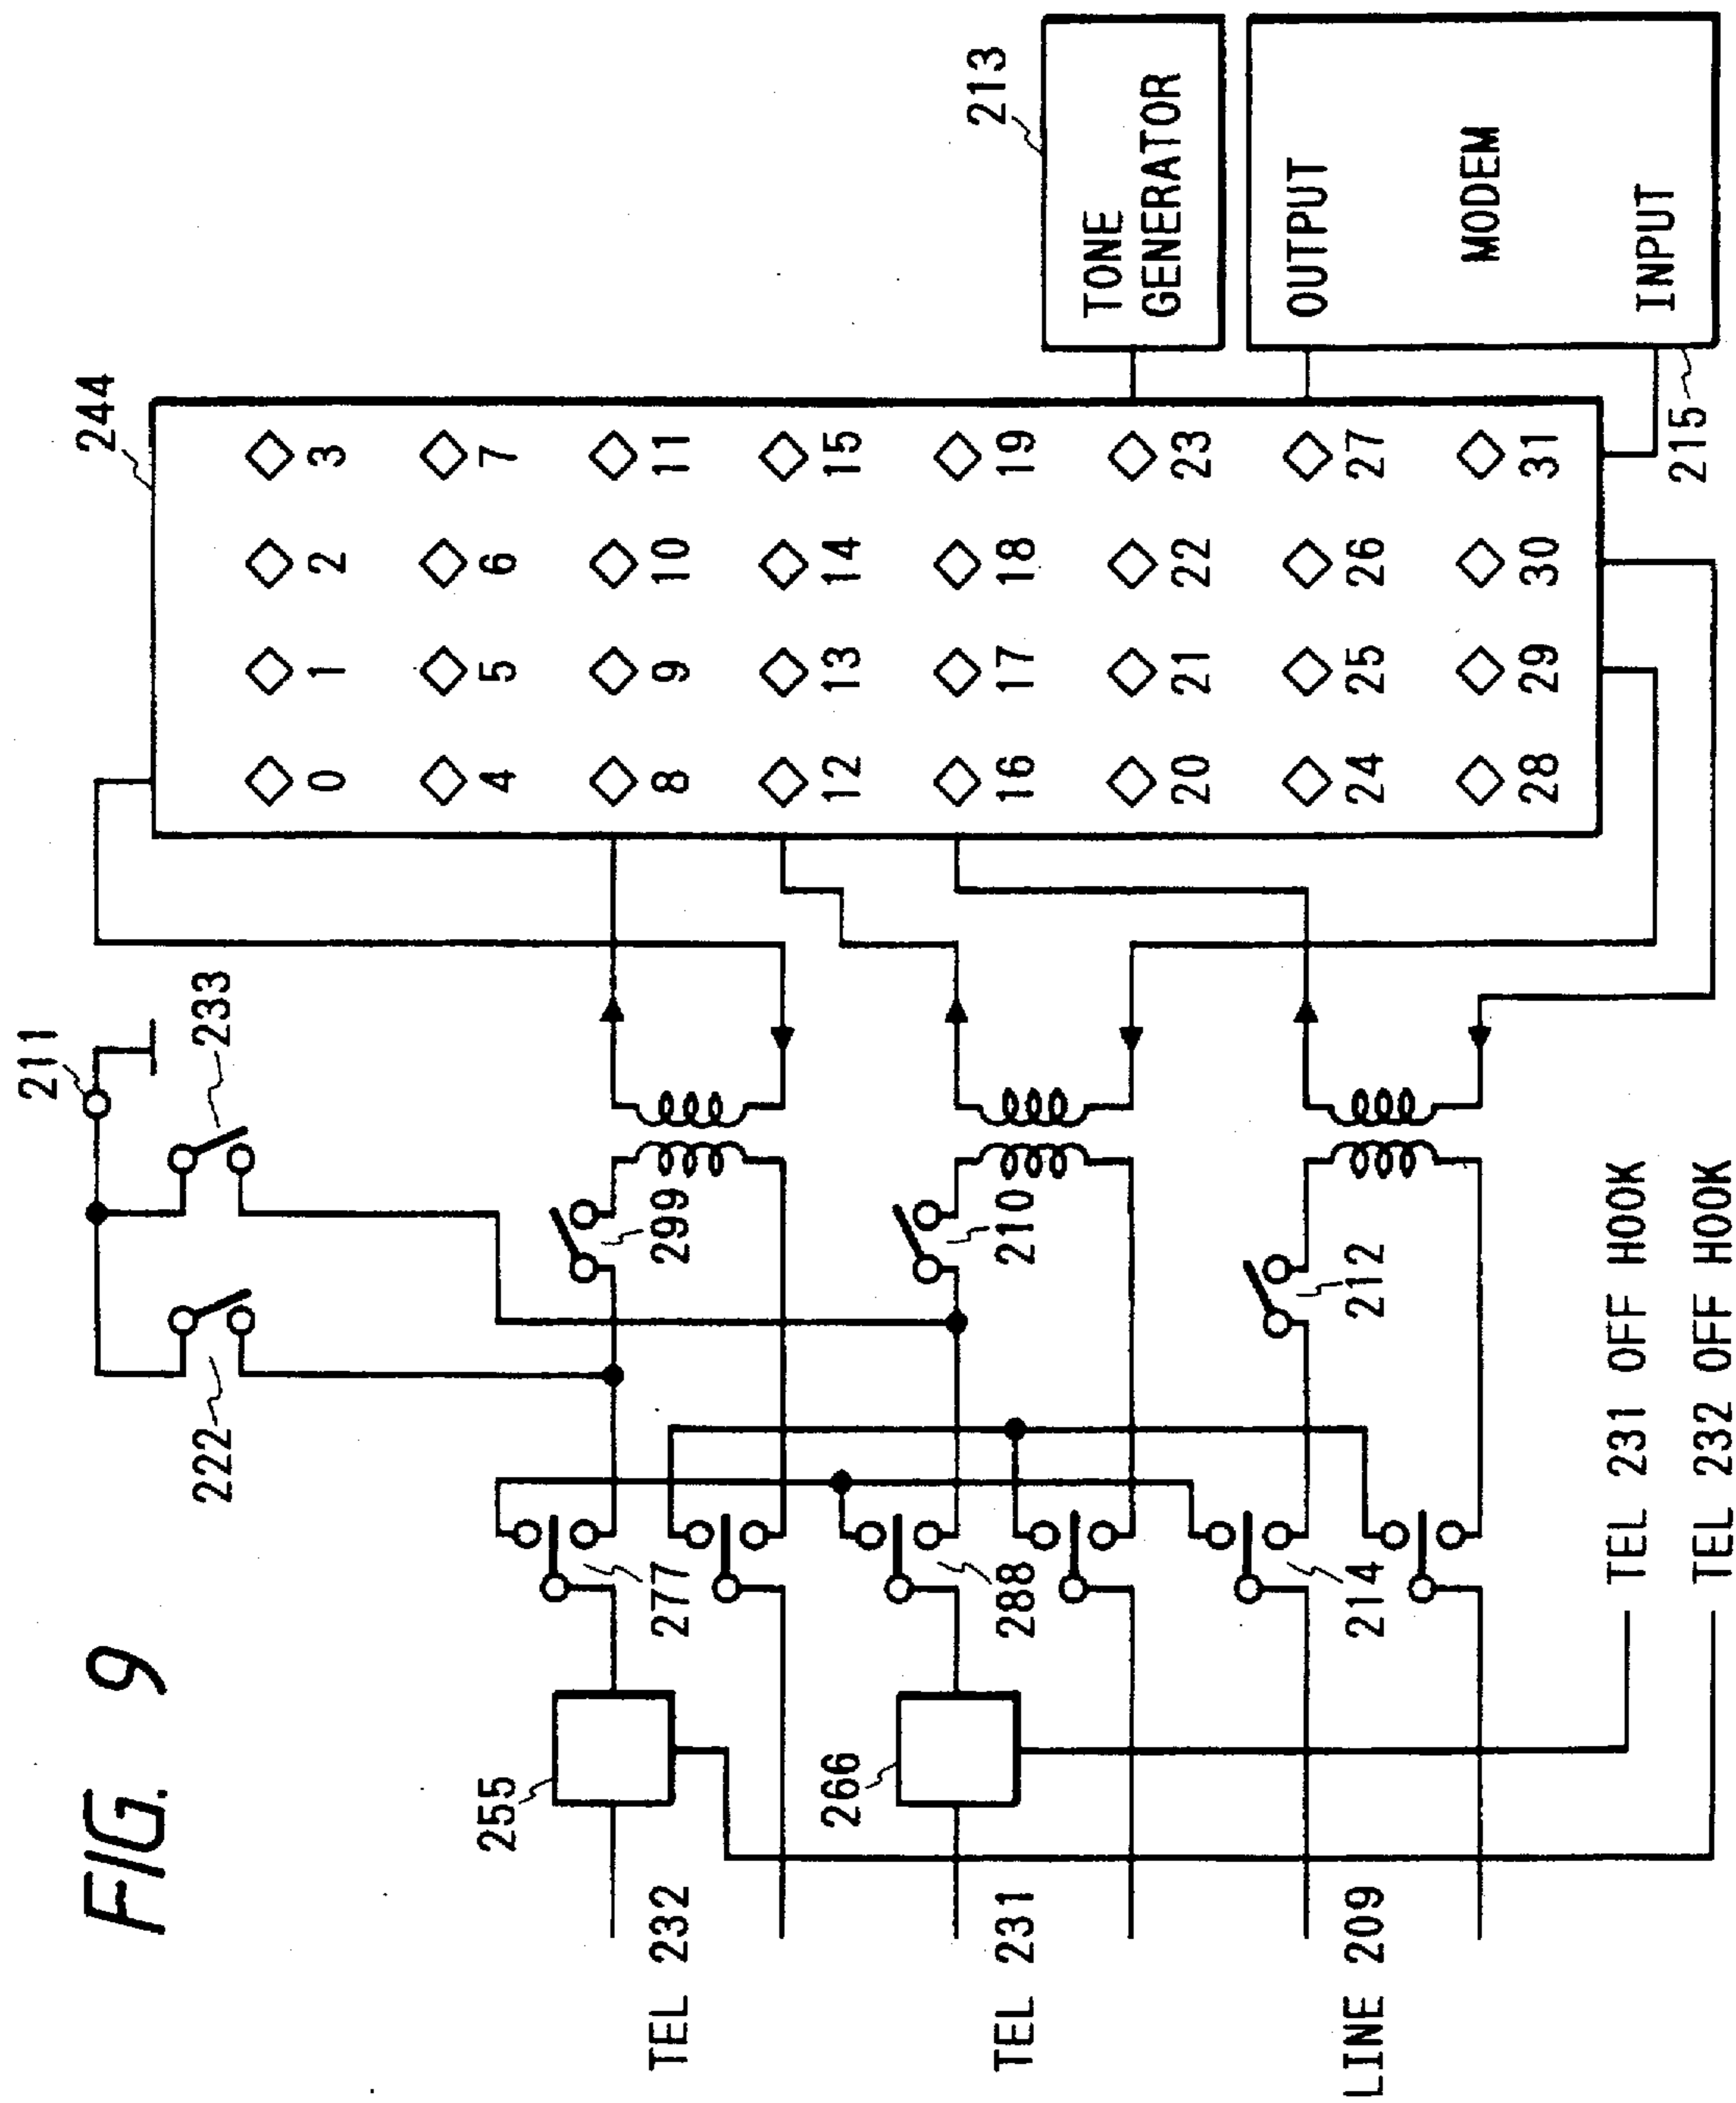 FIG. 9
211
233
222
244
0 1 2 3
4 5 6 7
8 9 10 11
12 13 14 15
16 17 18 19
20 21 22 23
24 25 26 27
28 29 30 31
213
TONE
GENERATOR
OUTPUT
MODEM
INPUT
215
255
277
299
TEL 232
266
288
210
TEL 231
214
212
LINE 209
TEL 231 OFF HOOK
TEL 232 OFF HOOK